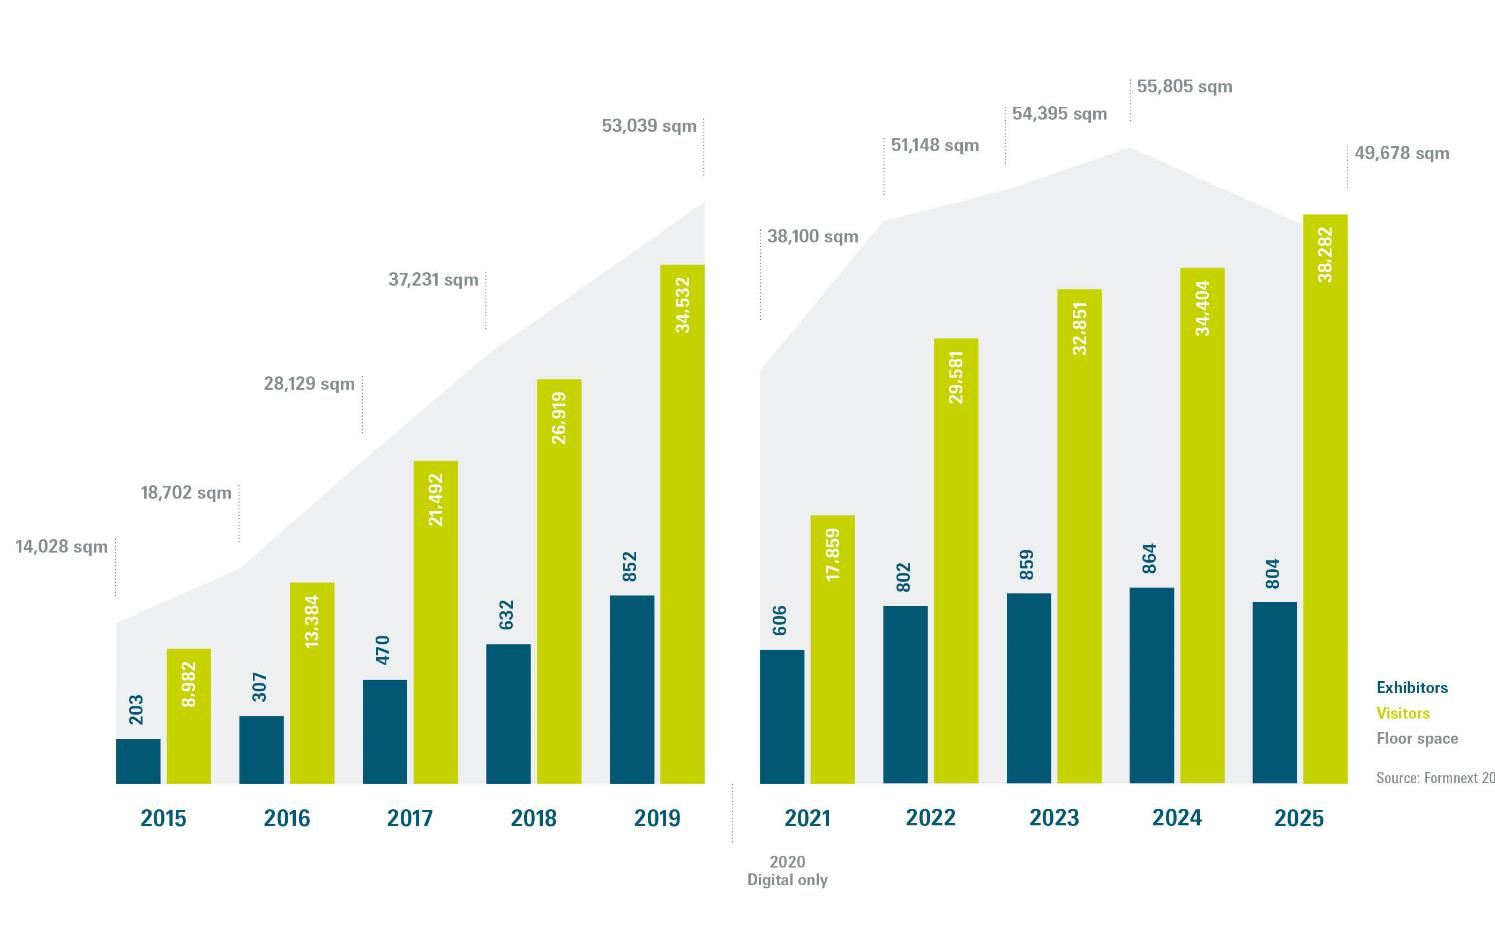 55,805 sqm
54,395 sqm
53,039 sqm
51,148 sqm
49,678 sqm
38,100 sqm
37,231 sqm
28,129 sqm
18,702 sqm
14,028 sqm
203
8,982
307
13,384
470
21,492
632
26,919
852
34,532
606
17,859
802
29,581
859
32,851
864
34,404
804
38,282
Exhibitors
Visitors
Floor space
Source: Formnext 20
2015
2016
2017
2018
2019
2021
2022
2023
2024
2025
2020
Digital only